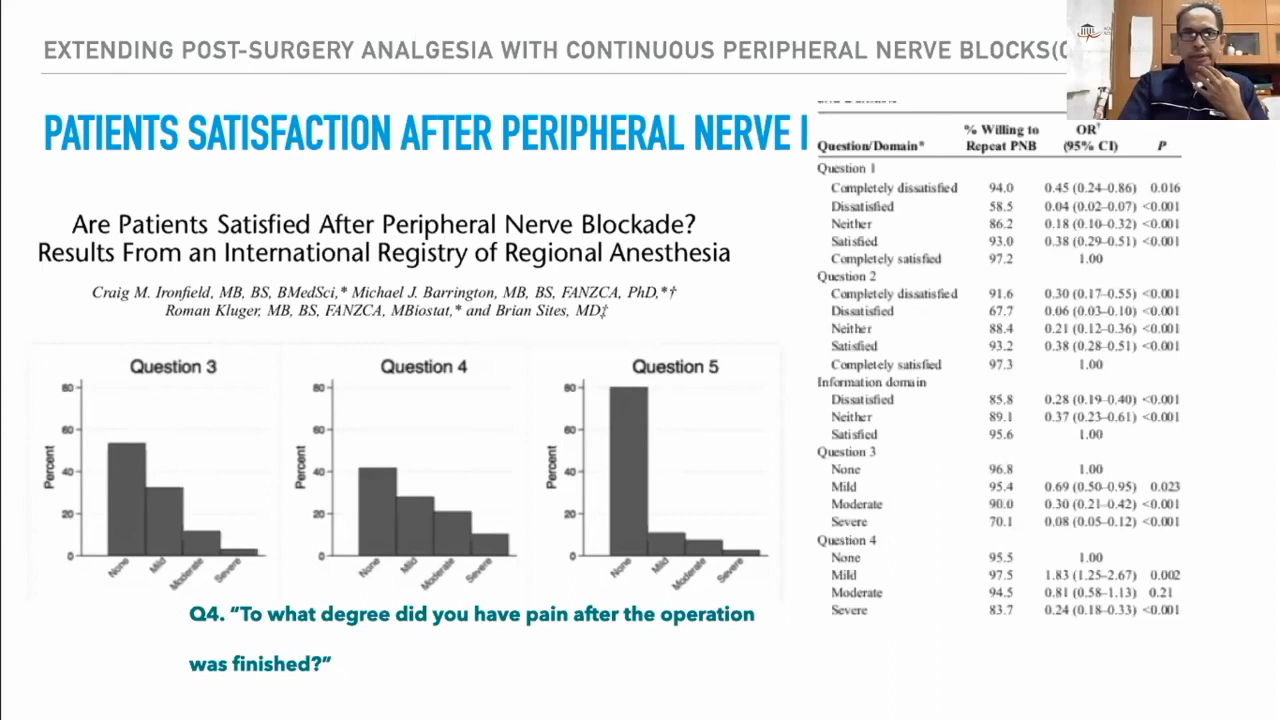 EXTENDING POST-SURGERY ANALGESIA WITH CONTINUOUS PERIPHERAL NERVE BLOCKS(C
PATIENTS SATISFACTION AFTER PERIPHERAL NERVE
Are Patients Satisfied After Peripheral Nerve Blockade?
Results From an International Registry of Regional Anesthesia
Craig M. Ironfield, MB, BS, BMedSci,* Michael J. Barrington, MB, BS, FANZCA, PhD,*†
Roman Kluger, MB, BS, FANZCA, MBiostat,* and Brian Sites, MD‡
Question 3
Percent
80
60
40
20
0
None
Mild
Moderate
Severe
Question 4
Percent
80
60
40
20
0
None
Mild
Moderate
Severe
Question 5
Percent
80
60
40
20
0
None
Mild
Moderate
Severe
Q4. “To what degree did you have pain after the operation
was finished?”
Question/Domain* % Willing to Repeat PNB OR† (95% CI) P
Question 1
Completely dissatisfied 94.0 0.45 (0.24–0.86) 0.016
Dissatisfied 58.5 0.04 (0.02–0.07) <0.001
Neither 86.2 0.18 (0.10–0.32) <0.001
Satisfied 93.0 0.38 (0.29–0.51) <0.001
Completely satisfied 97.2 1.00
Question 2
Completely dissatisfied 91.6 0.30 (0.17–0.55) <0.001
Dissatisfied 67.7 0.06 (0.03–0.10) <0.001
Neither 88.4 0.21 (0.12–0.36) <0.001
Satisfied 93.2 0.38 (0.28–0.51) <0.001
Completely satisfied 97.3 1.00
Information domain
Dissatisfied 85.8 0.28 (0.19–0.40) <0.001
Neither 89.1 0.37 (0.23–0.61) <0.001
Satisfied 95.6 1.00
Question 3
None 96.8 1.00
Mild 95.4 0.69 (0.50–0.95) 0.023
Moderate 90.0 0.30 (0.21–0.42) <0.001
Severe 70.1 0.08 (0.05–0.12) <0.001
Question 4
None 95.5 1.00
Mild 97.5 1.83 (1.25–2.67) 0.002
Moderate 94.5 0.81 (0.58–1.13) 0.21
Severe 83.7 0.24 (0.18–0.33) <0.001